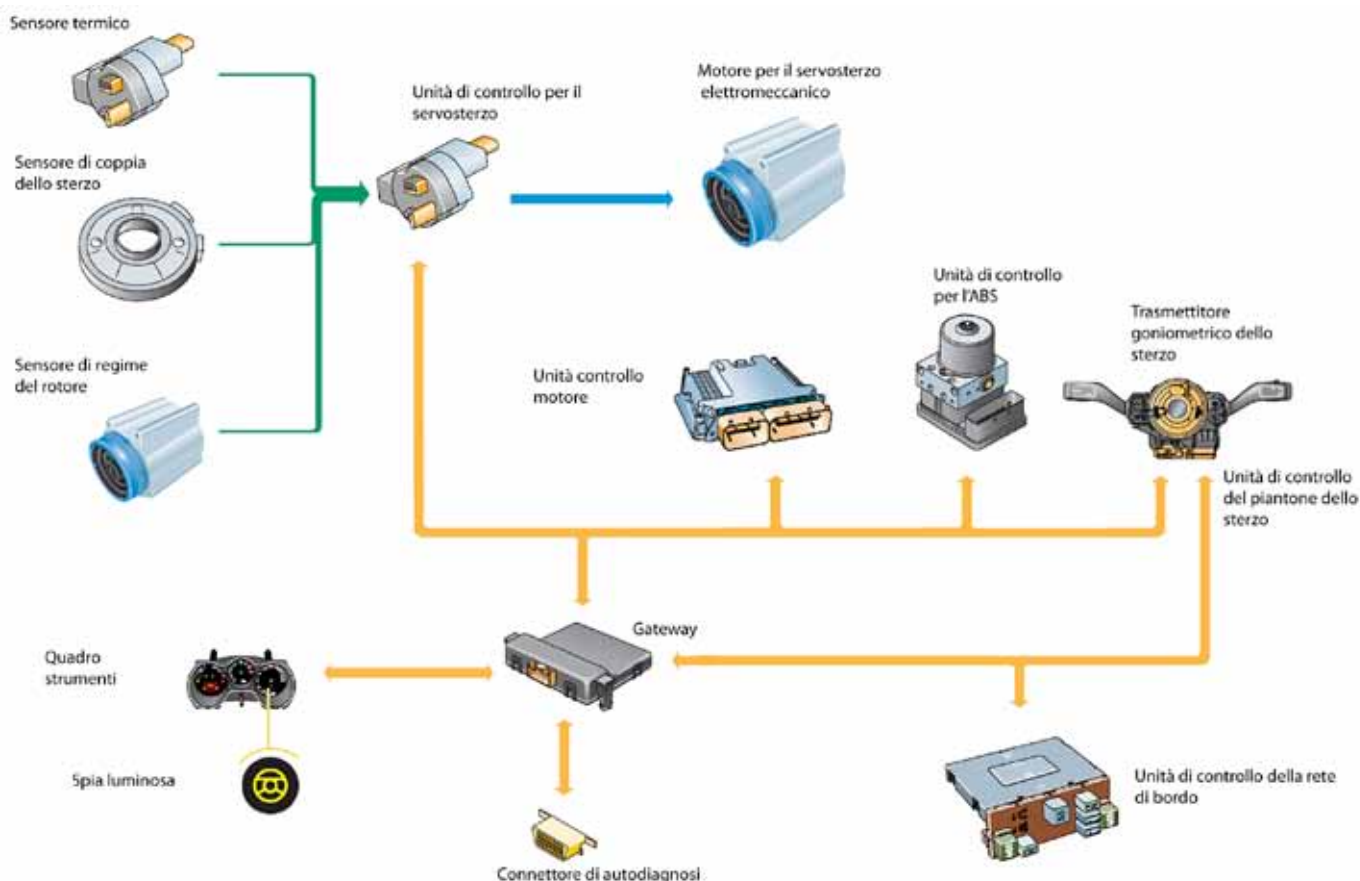 Sensore termico
Unità di controllo per il
servosterzo
Motore per il servosterzo
elettromeccanico
Sensore di coppia
dello sterzo
Unità di controllo
per l'ABS
Trasmettitore
goniometrico dello
sterzo
Sensore di regime
del rotore
Unità controllo
motore
Unità di controllo
del piantone dello
sterzo
Gateway
Quadro
strumenti
Spia luminosa
Unità di controllo della rete
di bordo
Connettore di autodiagnosi